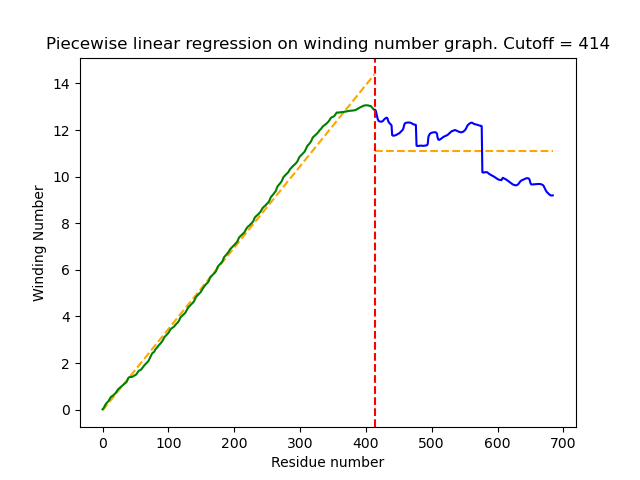 Piecewise linear regression on winding number graph. Cutoff = 414
14
12
10
8
6
4
2
0
Winding Number
0 100 200 300 400 500 600 700
Residue number